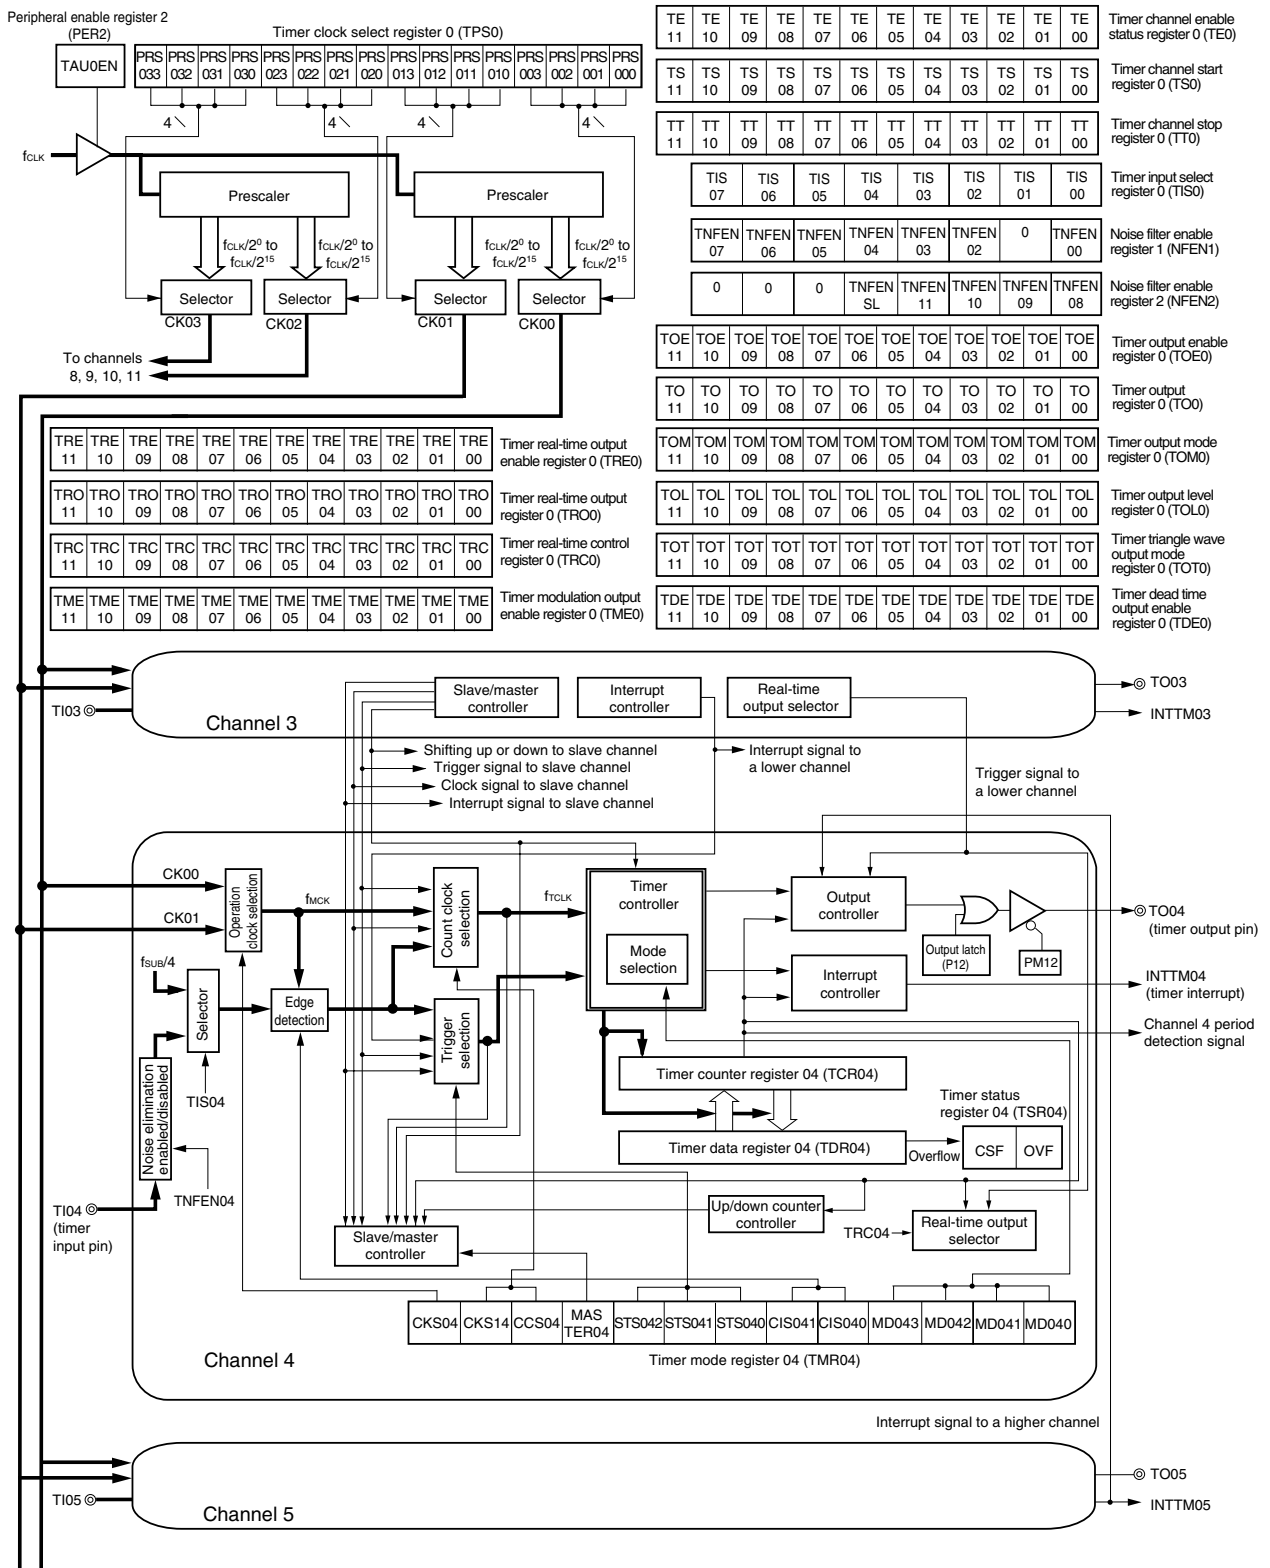 Peripheral enable register 2
(PER2)
TAU0EN
Timer clock select register 0 (TPS0)
PRS PRS PRS PRS PRS PRS PRS PRS PRS PRS PRS PRS PRS PRS PRS PRS
033 032 031 030 023 022 021 020 013 012 011 010 003 002 001 000
4 4 4 4
fCLK
Prescaler
Prescaler
fCLK/2⁰ to
fCLK/2¹⁵
fCLK/2⁰ to
fCLK/2¹⁵
fCLK/2⁰ to
fCLK/2¹⁵
fCLK/2⁰ to
fCLK/2¹⁵
Selector
Selector
Selector
Selector
CK03
CK02
CK01
CK00
To channels
8, 9, 10, 11
TE TE TE TE TE TE TE TE TE TE TE TE
11 10 09 08 07 06 05 04 03 02 01 00
Timer channel enable
status register 0 (TE0)
TS TS TS TS TS TS TS TS TS TS TS TS
11 10 09 08 07 06 05 04 03 02 01 00
Timer channel start
register 0 (TS0)
TT TT TT TT TT TT TT TT TT TT TT TT
11 10 09 08 07 06 05 04 03 02 01 00
Timer channel stop
register 0 (TT0)
TIS TIS TIS TIS TIS TIS TIS TIS
07 06 05 04 03 02 01 00
Timer input select
register 0 (TIS0)
TNFEN TNFEN TNFEN TNFEN TNFEN TNFEN 0 TNFEN
07 06 05 04 03 02 00
Noise filter enable
register 1 (NFEN1)
0 0 0 TNFEN TNFEN TNFEN TNFEN TNFEN
SL 11 10 09 08
Noise filter enable
register 2 (NFEN2)
TOE TOE TOE TOE TOE TOE TOE TOE TOE TOE TOE TOE
11 10 09 08 07 06 05 04 03 02 01 00
Timer output enable
register 0 (TOE0)
TO TO TO TO TO TO TO TO TO TO TO TO
11 10 09 08 07 06 05 04 03 02 01 00
Timer output
register 0 (TO0)
TOM TOM TOM TOM TOM TOM TOM TOM TOM TOM TOM TOM
11 10 09 08 07 06 05 04 03 02 01 00
Timer output mode
register 0 (TOM0)
TOL TOL TOL TOL TOL TOL TOL TOL TOL TOL TOL TOL
11 10 09 08 07 06 05 04 03 02 01 00
Timer output level
register 0 (TOL0)
TOT TOT TOT TOT TOT TOT TOT TOT TOT TOT TOT TOT
11 10 09 08 07 06 05 04 03 02 01 00
Timer triangle wave
output mode
register 0 (TOT0)
TDE TDE TDE TDE TDE TDE TDE TDE TDE TDE TDE TDE
11 10 09 08 07 06 05 04 03 02 01 00
Timer dead time
output enable
register 0 (TDE0)
TRE TRE TRE TRE TRE TRE TRE TRE TRE TRE TRE TRE
11 10 09 08 07 06 05 04 03 02 01 00
Timer real-time output
enable register 0 (TRE0)
TRO TRO TRO TRO TRO TRO TRO TRO TRO TRO TRO TRO
11 10 09 08 07 06 05 04 03 02 01 00
Timer real-time output
register 0 (TRO0)
TRC TRC TRC TRC TRC TRC TRC TRC TRC TRC TRC TRC
11 10 09 08 07 06 05 04 03 02 01 00
Timer real-time control
register 0 (TRC0)
TME TME TME TME TME TME TME TME TME TME TME TME
11 10 09 08 07 06 05 04 03 02 01 00
Timer modulation output
enable register 0 (TME0)
TI03
Channel 3
Slave/master
controller
Interrupt
controller
Real-time
output selector
TO03
INTTM03
Shifting up or down to slave channel
Trigger signal to slave channel
Clock signal to slave channel
Interrupt signal to slave channel
Interrupt signal to
a lower channel
Trigger signal to
a lower channel
CK00
CK01
Operation
clock selection
fMCK
Count clock
selection
fTCLK
Timer
controller
Mode
selection
Output
controller
Output latch
(P12)
PM12
TO04
(timer output pin)
Interrupt
controller
INTTM04
(timer interrupt)
Channel 4 period
detection signal
fSUB/4
Selector
Edge
detection
Trigger
selection
TIS04
Noise elimination
enabled/disabled
TNFEN04
TI04
(timer
input pin)
Timer counter register 04 (TCR04)
Timer data register 04 (TDR04)
Timer status
register 04 (TSR04)
Overflow
CSF OVF
Up/down counter
controller
TRC04
Real-time output
selector
Slave/master
controller
CKS04 CKS14 CCS04 MAS TER04 STS042 STS041 STS040 CIS041 CIS040 MD043 MD042 MD041 MD040
Timer mode register 04 (TMR04)
Channel 4
Interrupt signal to a higher channel
TI05
Channel 5
TO05
INTTM05